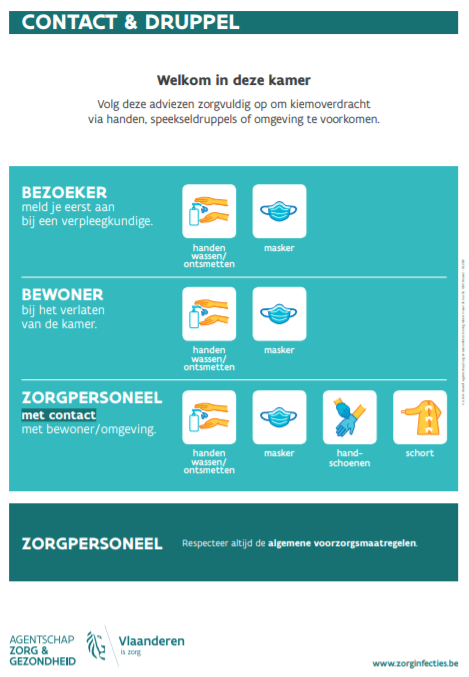 CONTACT & DRUPPEL
Welkom in deze kamer
Volg deze adviezen zorgvuldig op om kiemoverdracht
via handen, speekseldruppels of omgeving te voorkomen.
BEZOEKER
meld je eerst aan
bij een verpleegkundige.
handen
wassen/
ontsmetten
masker
BEWONER
bij het verlaten
van de kamer.
handen
wassen/
ontsmetten
masker
ZORGPERSONEEL
met contact
met bewoner/omgeving.
handen
wassen/
ontsmetten
masker
hand-
schoenen
schort
ZORGPERSONEEL
Respecteer altijd de algemene voorzorgsmaatregelen.
AGENTSCHAP
ZORG &
GEZONDHEID
Vlaanderen
is zorg
www.zorginfecties.be